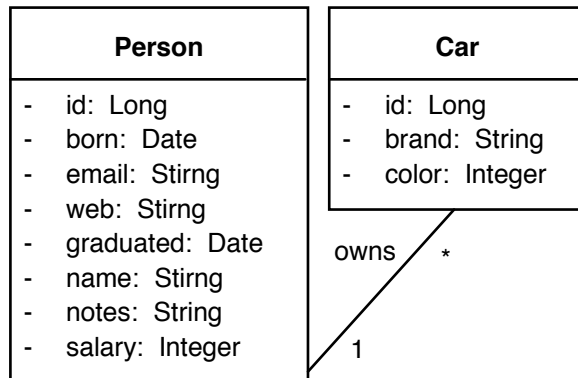 Person
- id: Long
- born: Date
- email: Stirng
- web: Stirng
- graduated: Date
- name: Stirng
- notes: String
- salary: Integer
Car
- id: Long
- brand: String
- color: Integer
owns
*
1